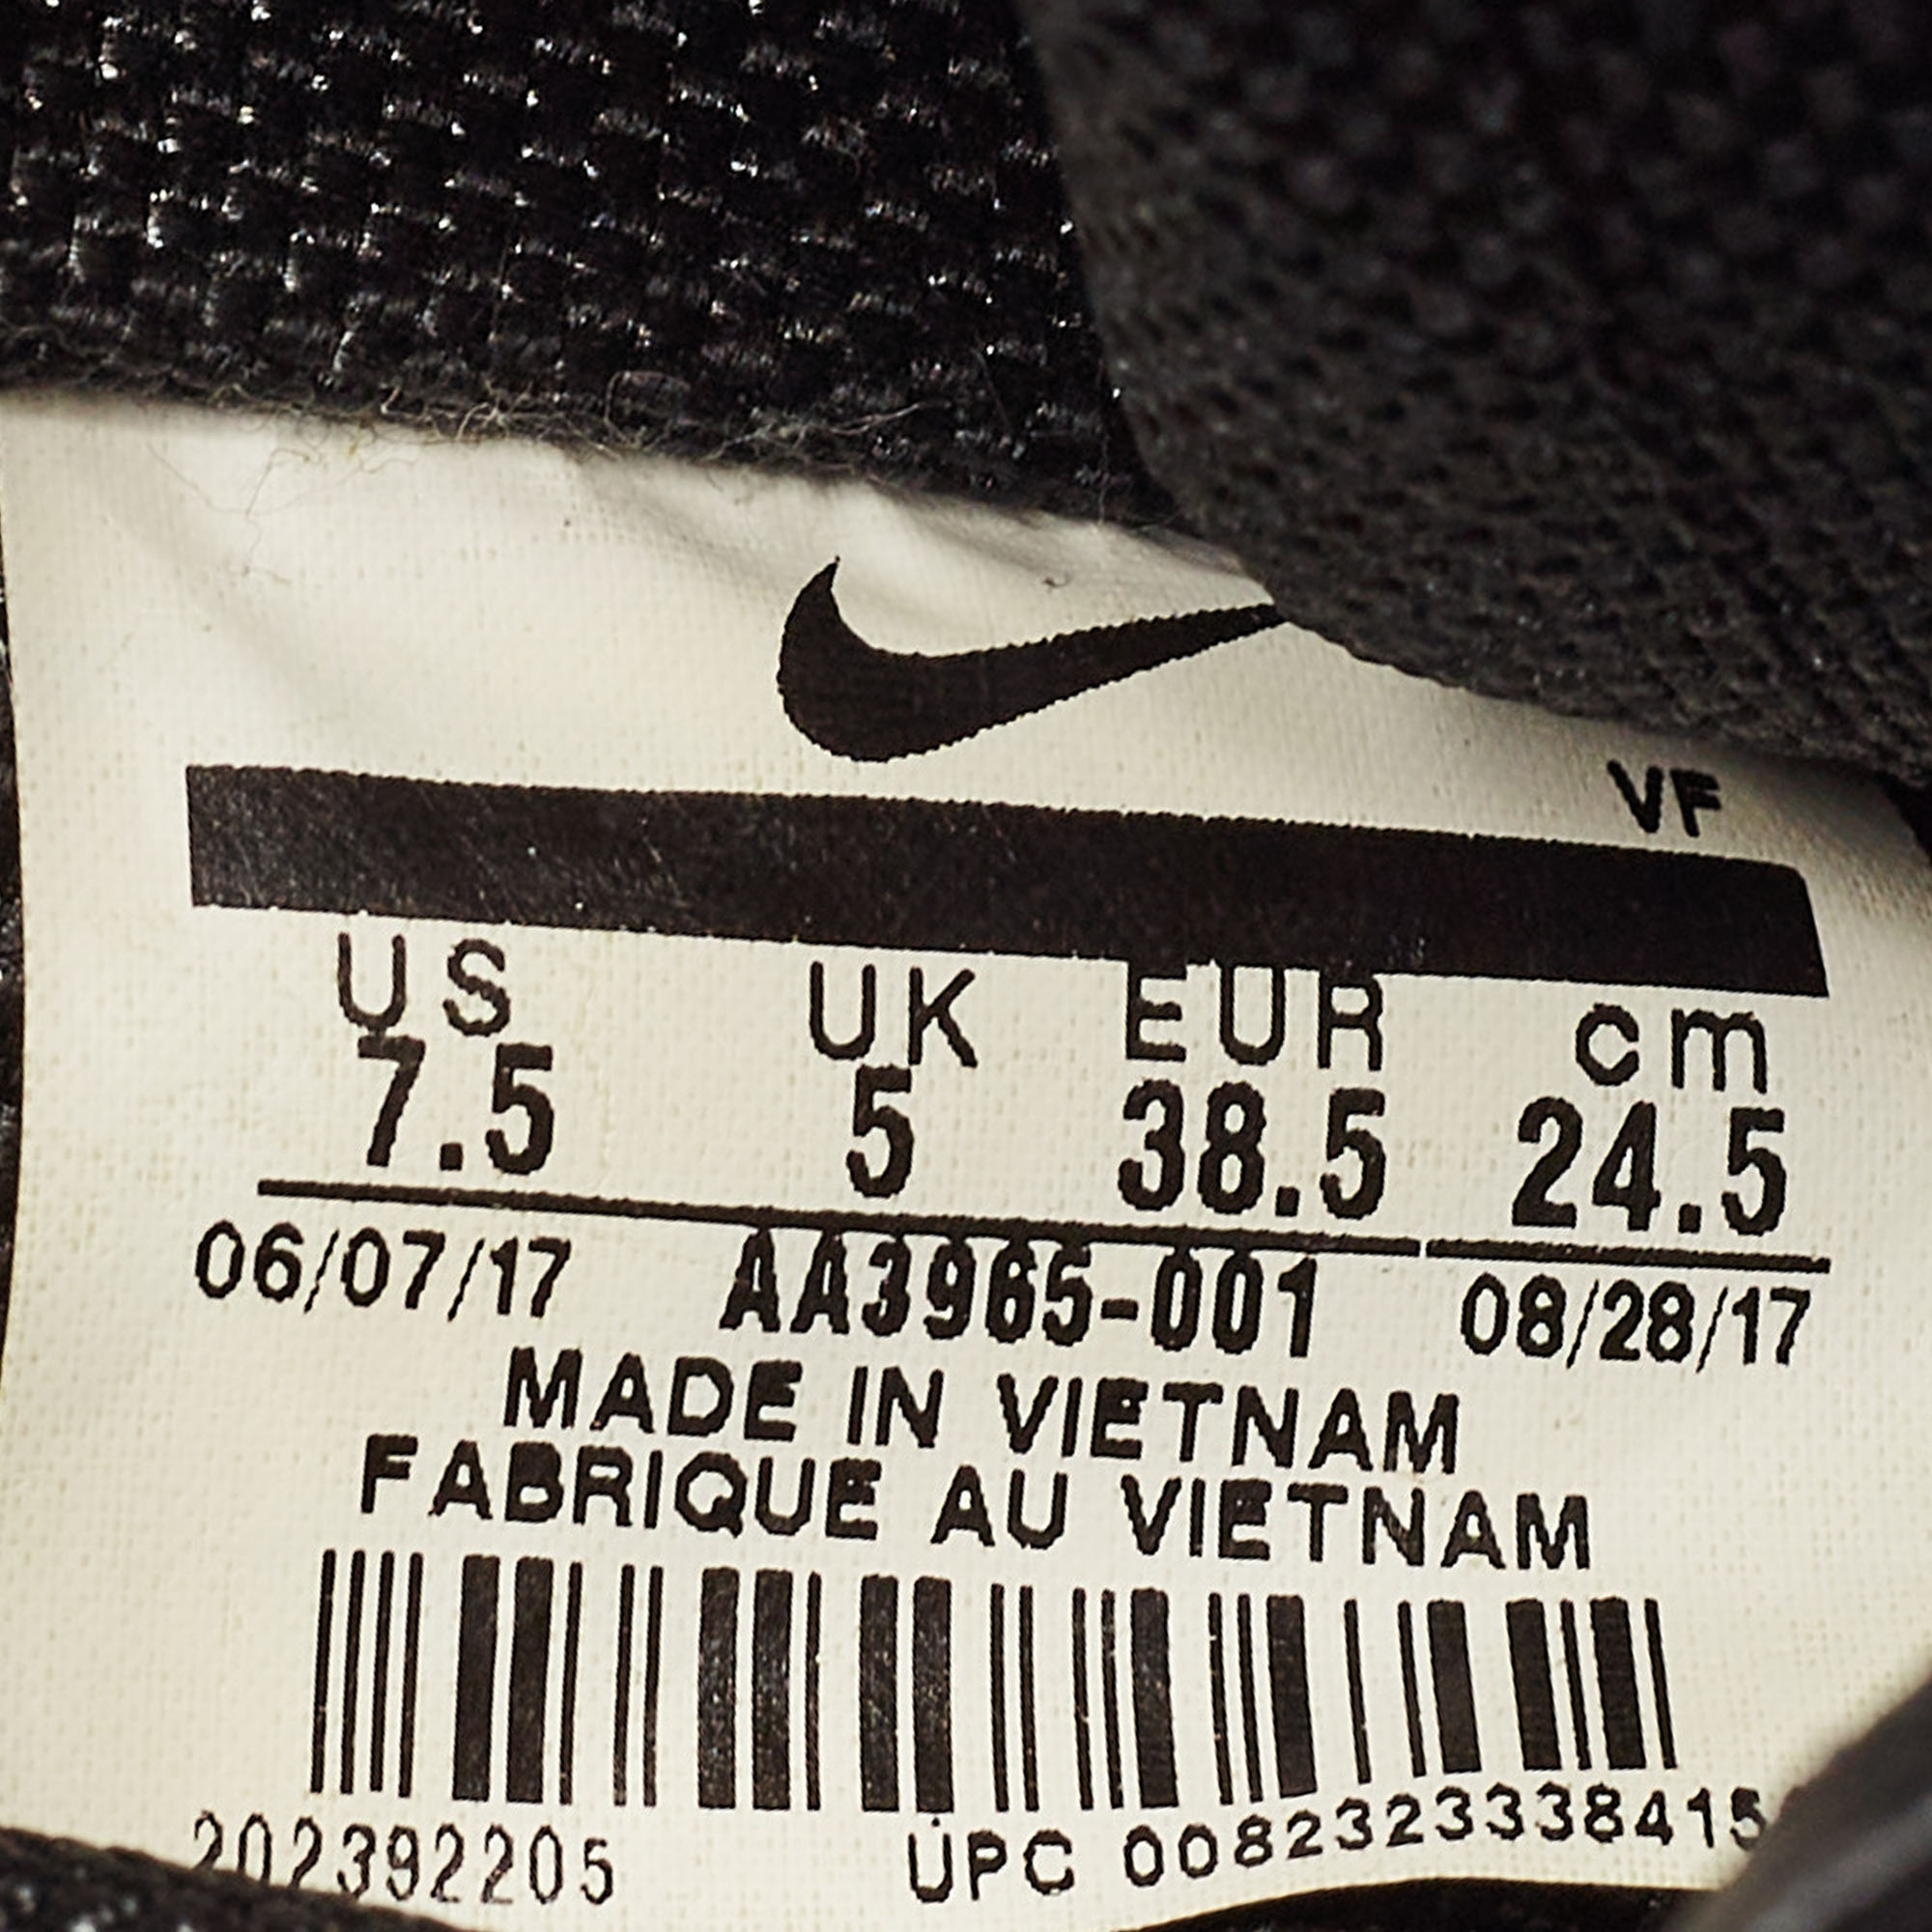 VF
US UK EUR cm
7.5 5 38.5 24.5
06/07/17 AA3965-001 08/28/17
MADE IN VIETNAM
FABRIQUE AU VIETNAM
202392205 UPC 00823233338415